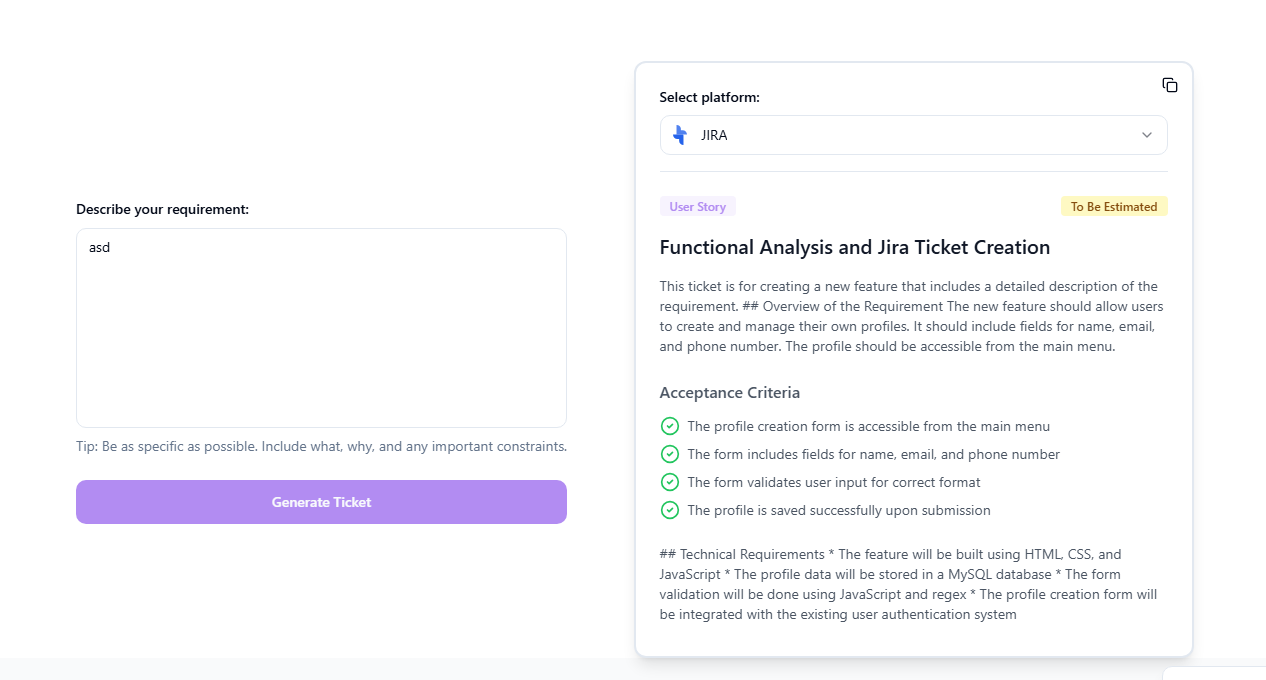 Describe your requirement:
asd
Tip: Be as specific as possible. Include what, why, and any important constraints.
Generate Ticket
Select platform:
JIRA
User Story
To Be Estimated
Functional Analysis and Jira Ticket Creation
This ticket is for creating a new feature that includes a detailed description of the
requirement. ## Overview of the Requirement The new feature should allow users
to create and manage their own profiles. It should include fields for name, email,
and phone number. The profile should be accessible from the main menu.
Acceptance Criteria
The profile creation form is accessible from the main menu
The form includes fields for name, email, and phone number
The form validates user input for correct format
The profile is saved successfully upon submission
## Technical Requirements * The feature will be built using HTML, CSS, and
JavaScript * The profile data will be stored in a MySQL database * The form
validation will be done using JavaScript and regex * The profile creation form will
be integrated with the existing user authentication system